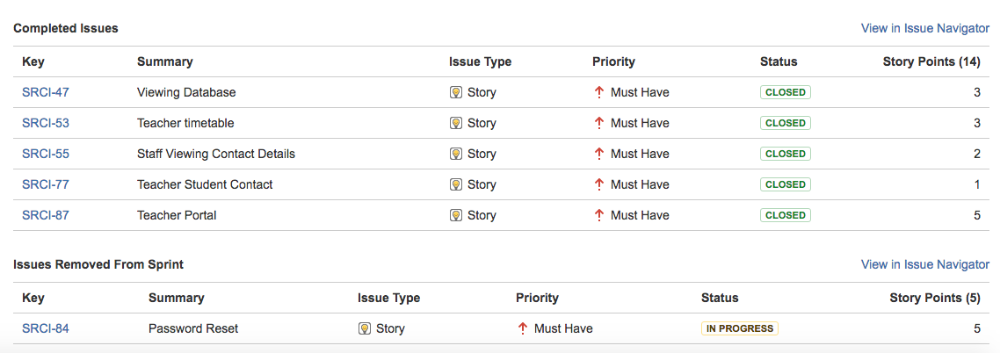 Completed Issues View in Issue Navigator
Key Summary Issue Type Priority Status Story Points (14)
SRCI-47 Viewing Database Story Must Have CLOSED 3
SRCI-53 Teacher timetable Story Must Have CLOSED 3
SRCI-55 Staff Viewing Contact Details Story Must Have CLOSED 2
SRCI-77 Teacher Student Contact Story Must Have CLOSED 1
SRCI-87 Teacher Portal Story Must Have CLOSED 5
Issues Removed From Sprint View in Issue Navigator
Key Summary Issue Type Priority Status Story Points (5)
SRCI-84 Password Reset Story Must Have IN PROGRESS 5